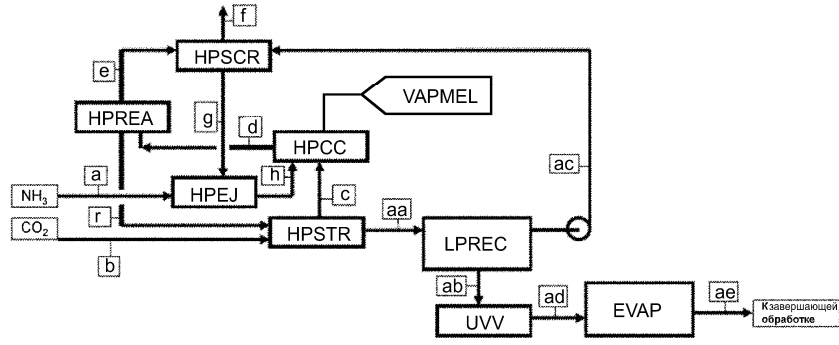 f
HPSCR
e
HPREA
g
d
VAPMEL
HPCC
ac
a
h
NH₃
HPEJ
c
r
aa
CO₂
HPSTR
LPREC
b
ab
ad
EVAP
ae
UVV
Кзавершающей
обработке